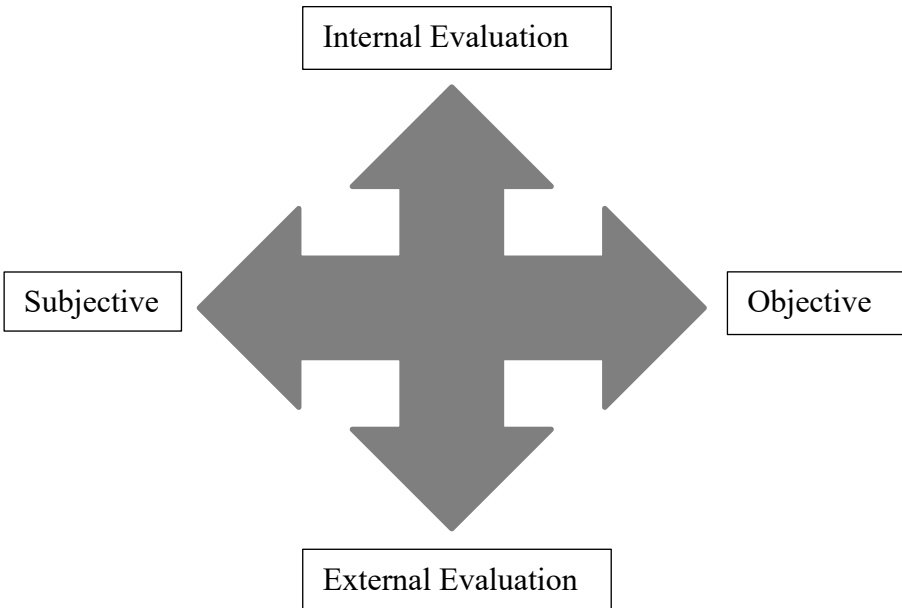 Internal Evaluation
Subjective
Objective
External Evaluation